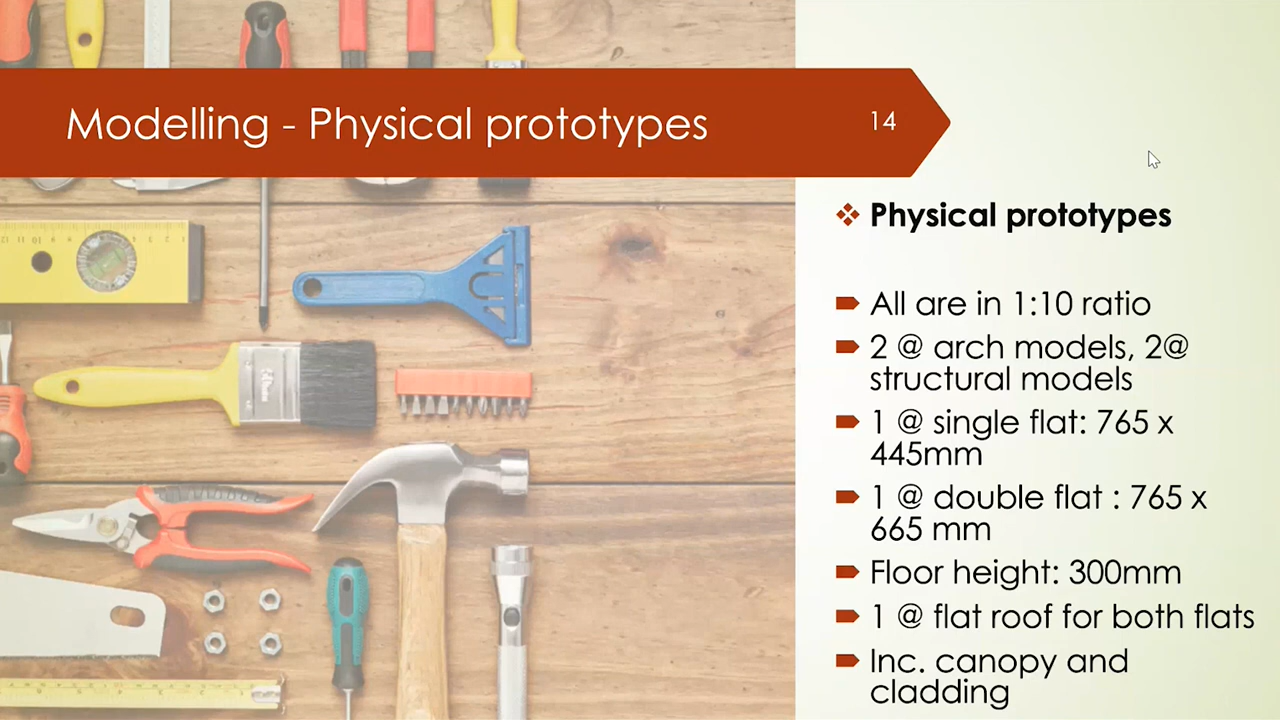 Modelling - Physical prototypes
14
Physical prototypes
All are in 1:10 ratio
2 @ arch models, 2@
structural models
1 @ single flat: 765 x
445mm
1 @ double flat : 765 x
665 mm
Floor height: 300mm
1 @ flat roof for both flats
Inc. canopy and
cladding